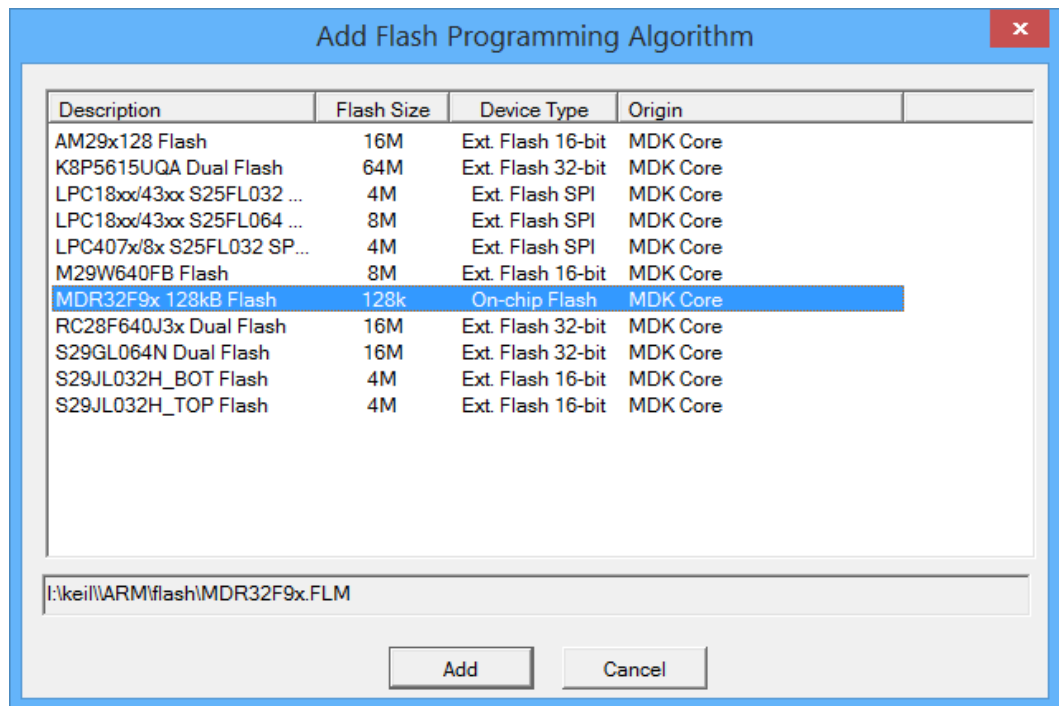 Add Flash Programming Algorithm
x
Description Flash Size Device Type Origin
AM29x128 Flash 16M Ext. Flash 16-bit MDK Core
K8P5615UQA Dual Flash 64M Ext. Flash 32-bit MDK Core
LPC18xx/43xx S25FL032 ... 4M Ext. Flash SPI MDK Core
LPC18xx/43xx S25FL064 ... 8M Ext. Flash SPI MDK Core
LPC407x/8x S25FL032 SP... 4M Ext. Flash SPI MDK Core
M29W640FB Flash 8M Ext. Flash 16-bit MDK Core
MDR32F9x 128kB Flash 128k On-chip Flash MDK Core
RC28F640J3x Dual Flash 16M Ext. Flash 32-bit MDK Core
S29GL064N Dual Flash 16M Ext. Flash 32-bit MDK Core
S29JL032H_BOT Flash 4M Ext. Flash 16-bit MDK Core
S29JL032H_TOP Flash 4M Ext. Flash 16-bit MDK Core
I:\keil\\ARM\flash\MDR32F9x.FLM
Add Cancel